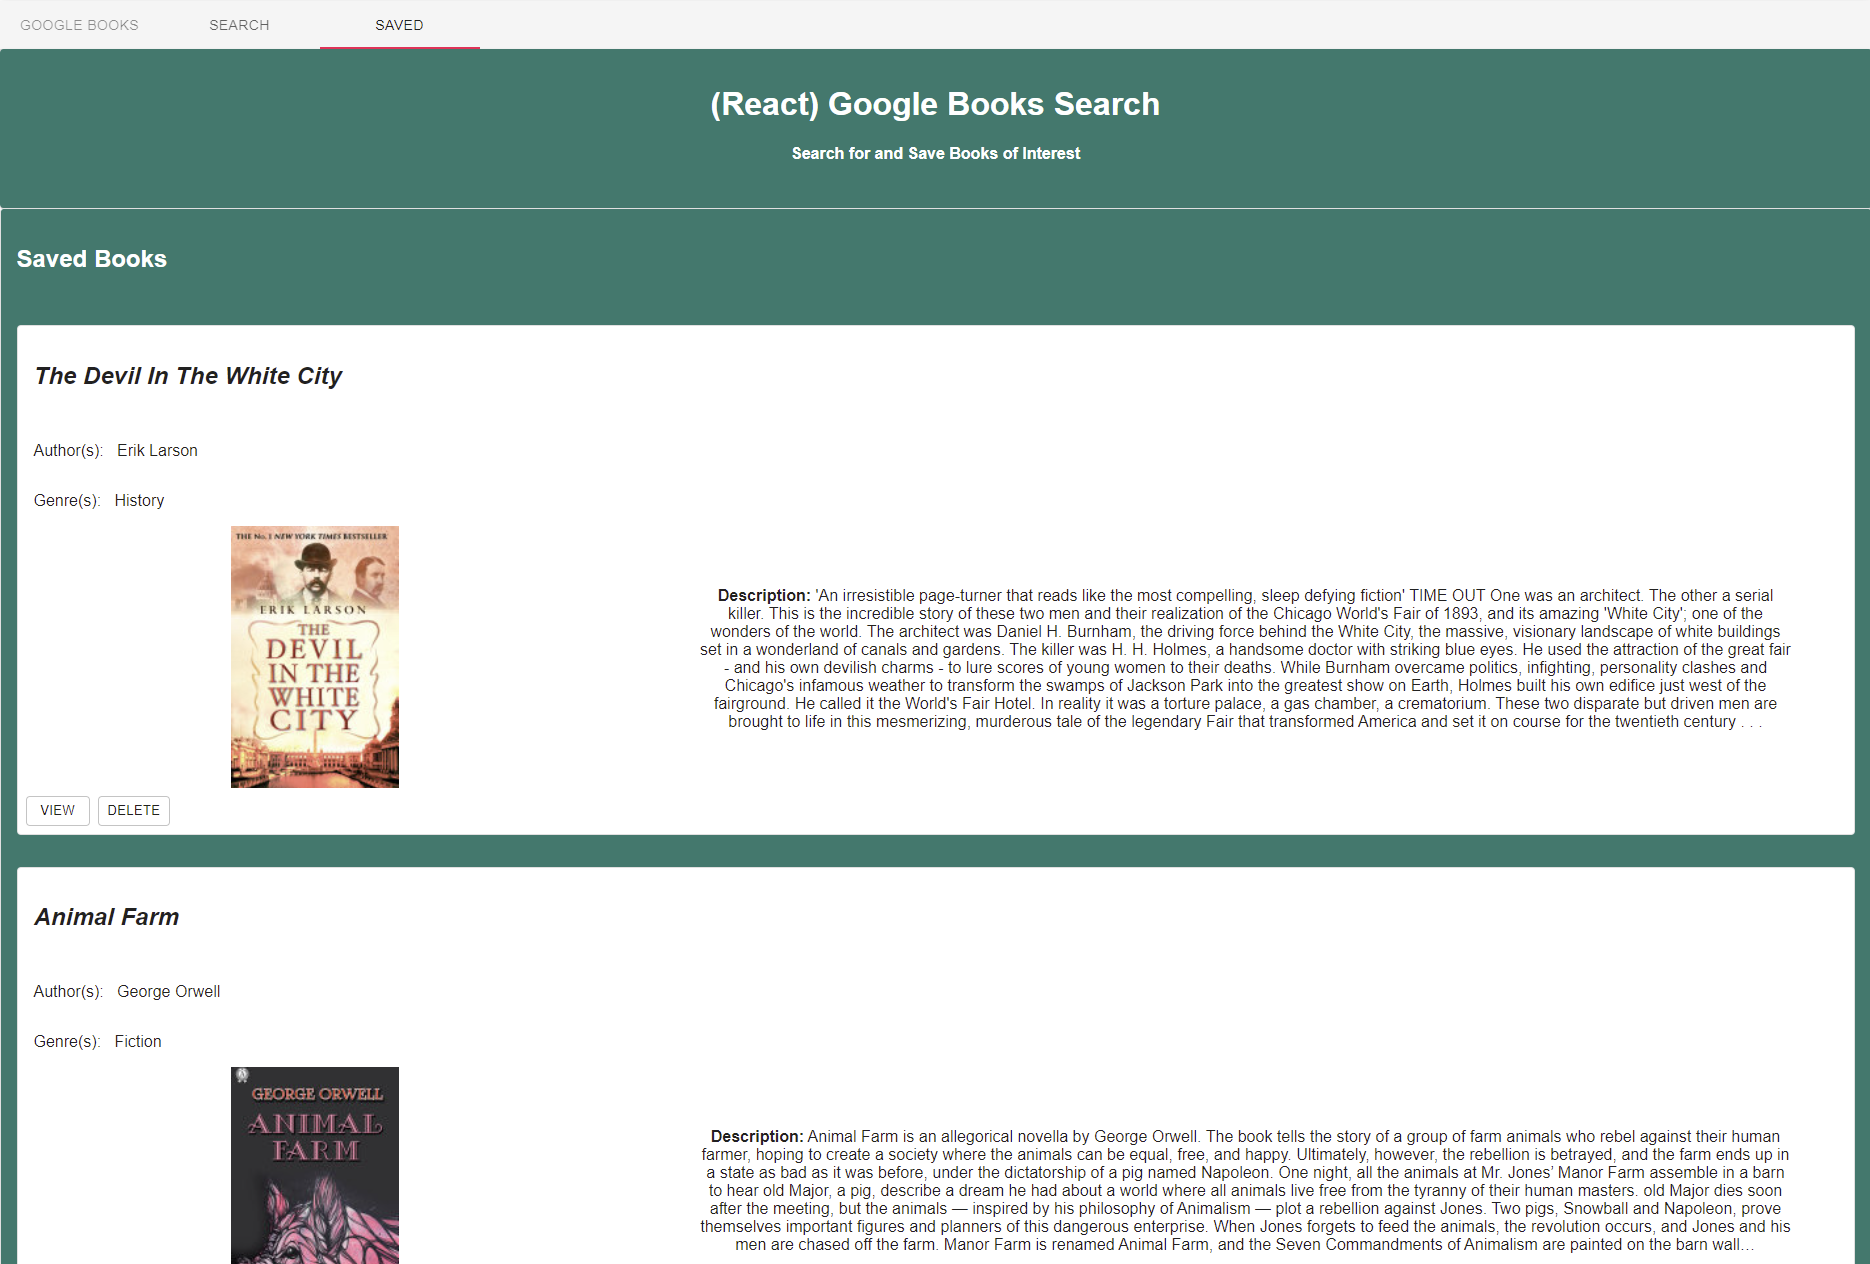 GOOGLE BOOKS SEARCH SAVED
(React) Google Books Search
Search for and Save Books of Interest
Saved Books
The Devil In The White City
Author(s): Erik Larson
Genre(s): History
THE No. 1 NEW YORK TIMES BESTSELLER
ERIK LARSON
THE
DEVIL
IN THE
WHITE
CITY
Description: 'An irresistible page-turner that reads like the most compelling, sleep defying fiction' TIME OUT One was an architect. The other a serial
killer. This is the incredible story of these two men and their realization of the Chicago World's Fair of 1893, and its amazing 'White City'; one of the
wonders of the world. The architect was Daniel H. Burnham, the driving force behind the White City, the massive, visionary landscape of white buildings
set in a wonderland of canals and gardens. The killer was H. H. Holmes, a handsome doctor with striking blue eyes. He used the attraction of the great fair
- and his own devilish charms - to lure scores of young women to their deaths. While Burnham overcame politics, infighting, personality clashes and
Chicago's infamous weather to transform the swamps of Jackson Park into the greatest show on Earth, Holmes built his own edifice just west of the
fairground. He called it the World's Fair Hotel. In reality it was a torture palace, a gas chamber, a crematorium. These two disparate but driven men are
brought to life in this mesmerizing, murderous tale of the legendary Fair that transformed America and set it on course for the twentieth century . . .
VIEW DELETE
Animal Farm
Author(s): George Orwell
Genre(s): Fiction
GEORGE ORWELL
ANIMAL
FARM
Description: Animal Farm is an allegorical novella by George Orwell. The book tells the story of a group of farm animals who rebel against their human
farmer, hoping to create a society where the animals can be equal, free, and happy. Ultimately, however, the rebellion is betrayed, and the farm ends up in
a state as bad as it was before, under the dictatorship of a pig named Napoleon. One night, all the animals at Mr. Jones’ Manor Farm assemble in a barn
to hear old Major, a pig, describe a dream he had about a world where all animals live free from the tyranny of their human masters. old Major dies soon
after the meeting, but the animals — inspired by his philosophy of Animalism — plot a rebellion against Jones. Two pigs, Snowball and Napoleon, prove
themselves important figures and planners of this dangerous enterprise. When Jones forgets to feed the animals, the revolution occurs, and Jones and his
men are chased off the farm. Manor Farm is renamed Animal Farm, and the Seven Commandments of Animalism are painted on the barn wall…